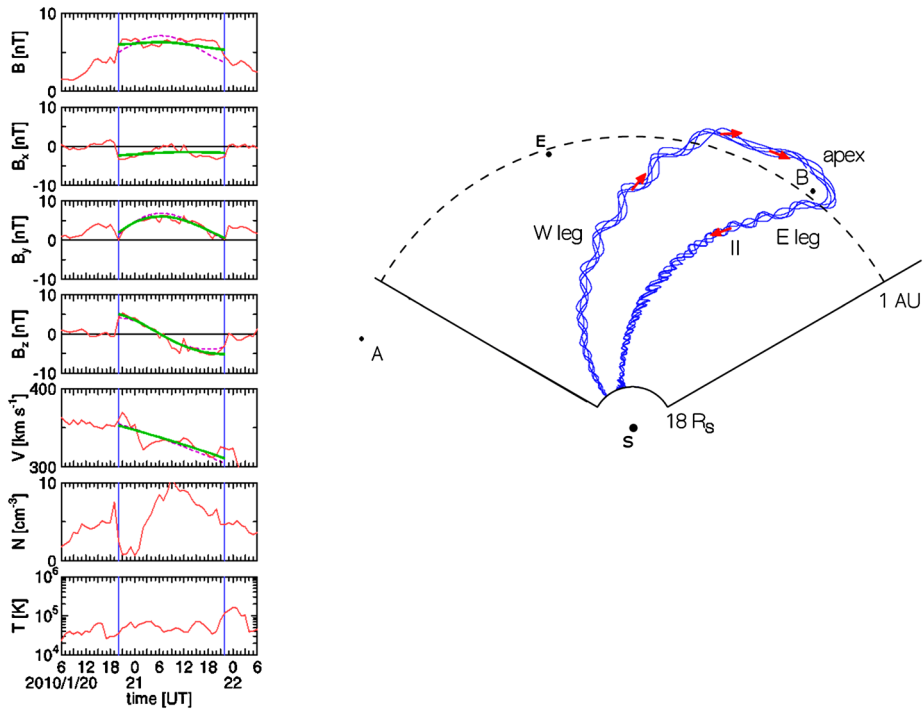 10
B [nT]
0
10
Bx [nT]
0
-10
10
By [nT]
0
-10
10
Bz [nT]
0
-10
400
V [km s-1]
300
10
N [cm-3]
0
10^6
T [K]
10^5
10^4
6 12 18 0 6 12 18 0 6
2010/1/20 21 22
time [UT]
E
apex
B
W leg
II
E leg
1 AU
A
18 Rs
S